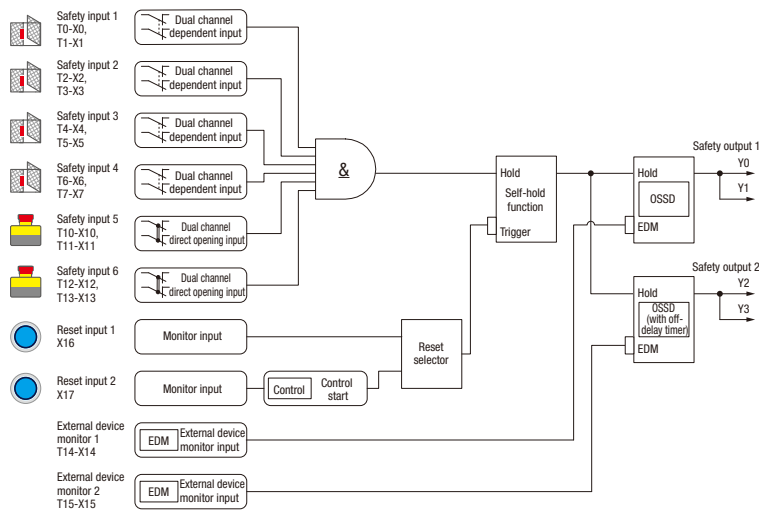 Safety input 1
T0-X0,
T1-X1
Dual channel
dependent input
Safety input 2
T2-X2,
T3-X3
Dual channel
dependent input
Safety input 3
T4-X4,
T5-X5
Dual channel
dependent input
Safety input 4
T6-X6,
T7-X7
Dual channel
dependent input
Safety input 5
T10-X10,
T11-X11
Dual channel
direct opening input
Safety input 6
T12-X12,
T13-X13
Dual channel
direct opening input
Reset input 1
X16
Monitor input
Reset input 2
X17
Monitor input
Control
Control
start
External device
monitor 1
T14-X14
EDM
External device
monitor input
External device
monitor 2
T15-X15
EDM
External device
monitor input
&
Reset
selector
Hold
Self-hold
function
Trigger
Safety output 1
Hold
OSSD
EDM
Y0
Y1
Safety output 2
Hold
OSSD
(with off-
delay timer)
EDM
Y2
Y3